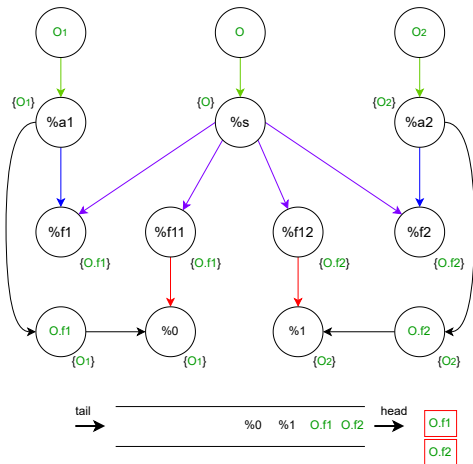 O1 O O2
{O1} {O} {O2}
%a1 %s %a2
%f1 %f11 %f12 %f2
{O.f1} {O.f1} {O.f2} {O.f2}
O.f1 %0 %1 O.f2
{O1} {O1} {O2} {O2}
tail head
%0 %1 O.f1 O.f2 O.f1
O.f2